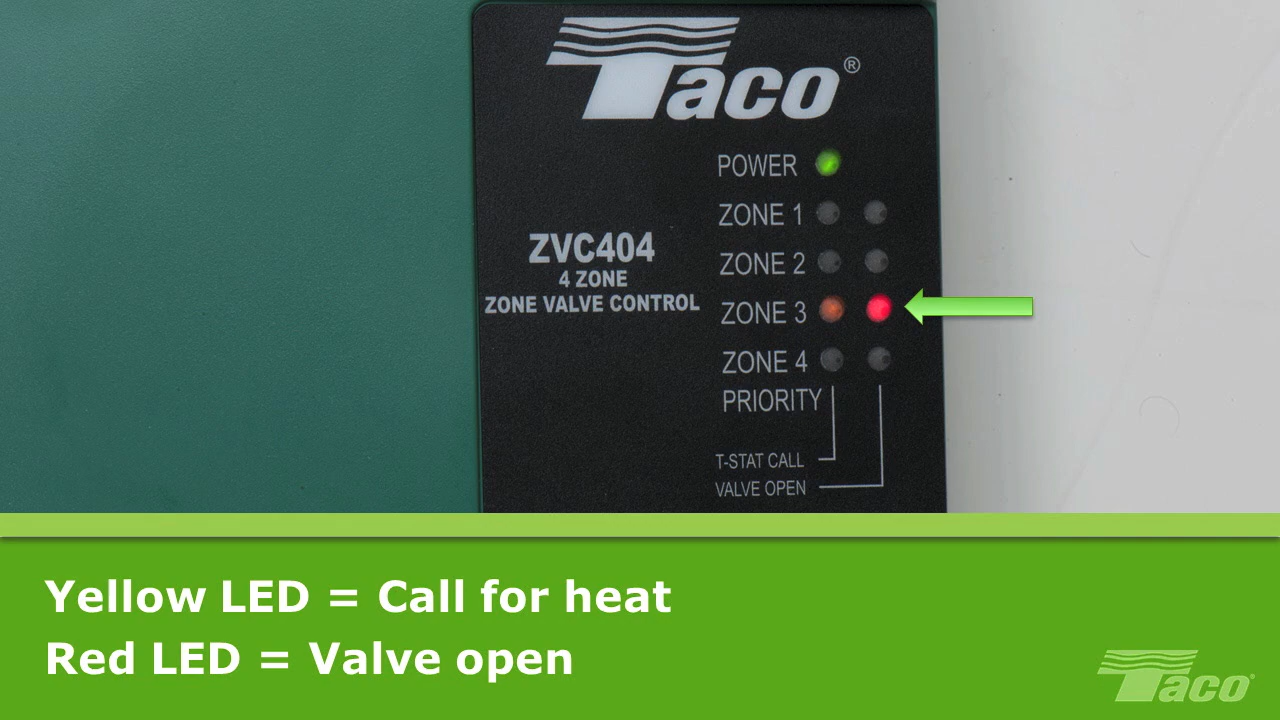 Taco®
POWER
ZONE 1
ZVC404
ZONE 2
4 ZONE
ZONE VALVE CONTROL
ZONE 3
ZONE 4
PRIORITY
T-STAT CALL
VALVE OPEN
Yellow LED = Call for heat
Red LED = Valve open
Taco®